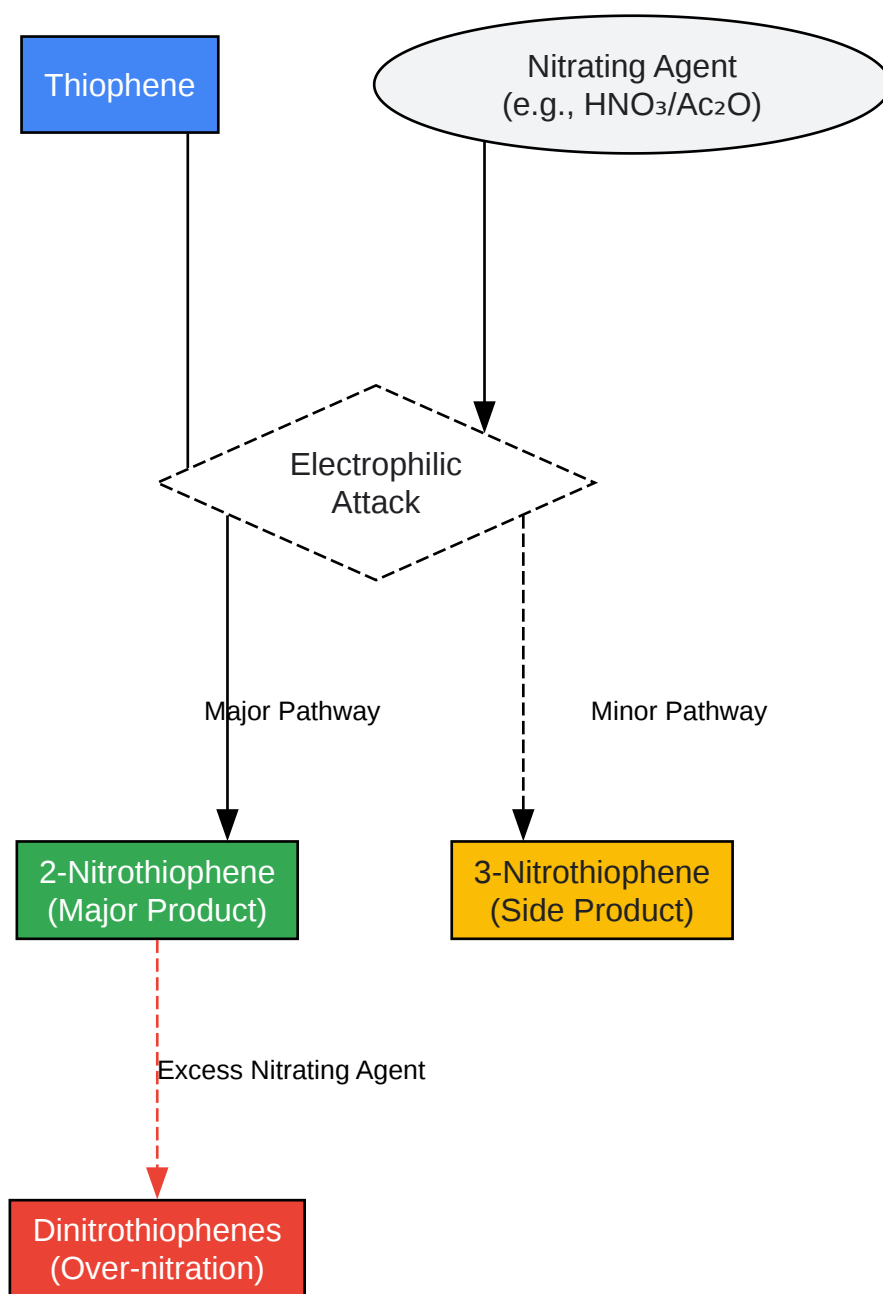 Thiophene
Nitrating Agent
(e.g., HNO₃/Ac₂O)
Electrophilic
Attack
Major Pathway
Minor Pathway
2-Nitrothiophene
(Major Product)
3-Nitrothiophene
(Side Product)
Excess Nitrating Agent
Dinitrothiophenes
(Over-nitration)